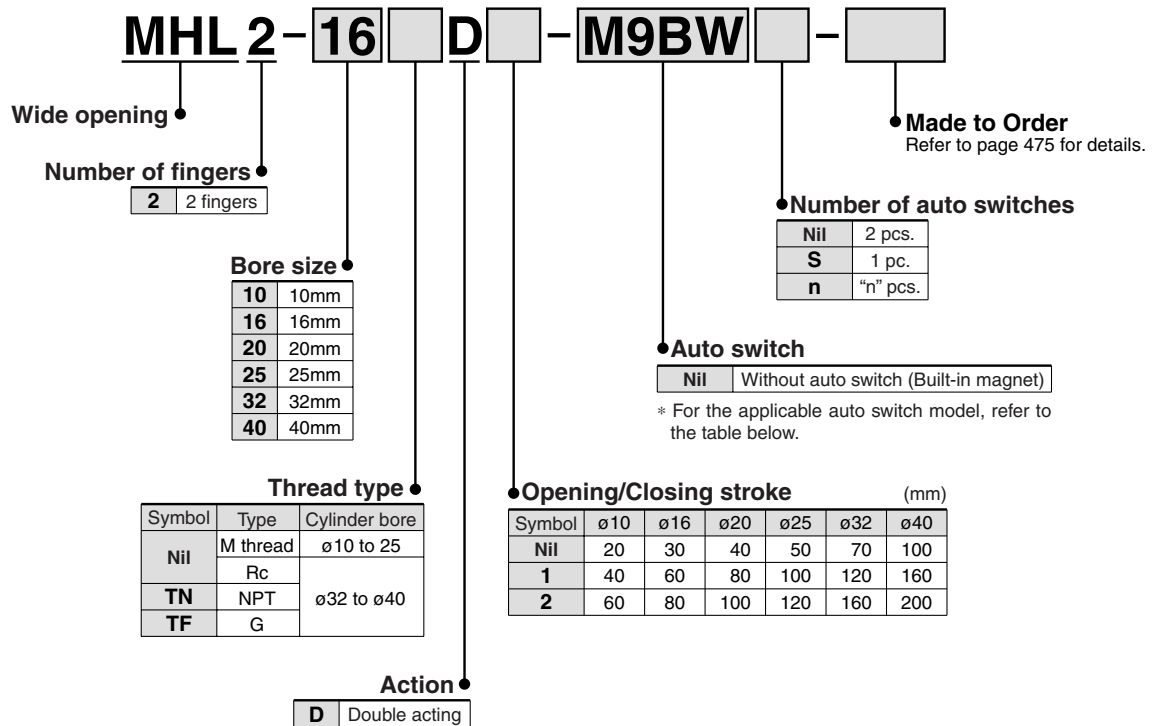 MHL 2 - 16 D - M9BW -
Wide opening
Number of fingers
2 2 fingers
Bore size
10 10mm
16 16mm
20 20mm
25 25mm
32 32mm
40 40mm
Thread type
Symbol Type Cylinder bore
Nil M thread ø10 to 25
Rc ø32 to ø40
TN NPT
TF G
Action
D Double acting
Opening/Closing stroke (mm)
Symbol ø10 ø16 ø20 ø25 ø32 ø40
Nil 20 30 40 50 70 100
1 40 60 80 100 120 160
2 60 80 100 120 160 200
Auto switch
Nil Without auto switch (Built-in magnet)
* For the applicable auto switch model, refer to
the table below.
Number of auto switches
Nil 2 pcs.
S 1 pc.
n “n” pcs.
Made to Order
Refer to page 475 for details.